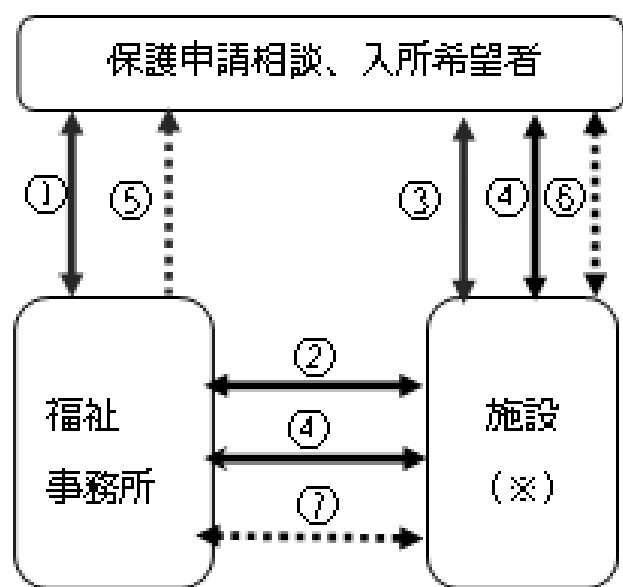 保護申請相談、入所希望者
① ⑤ ③ ④ ⑥
②
④
⑦
福祉
事務所
施設
(※)